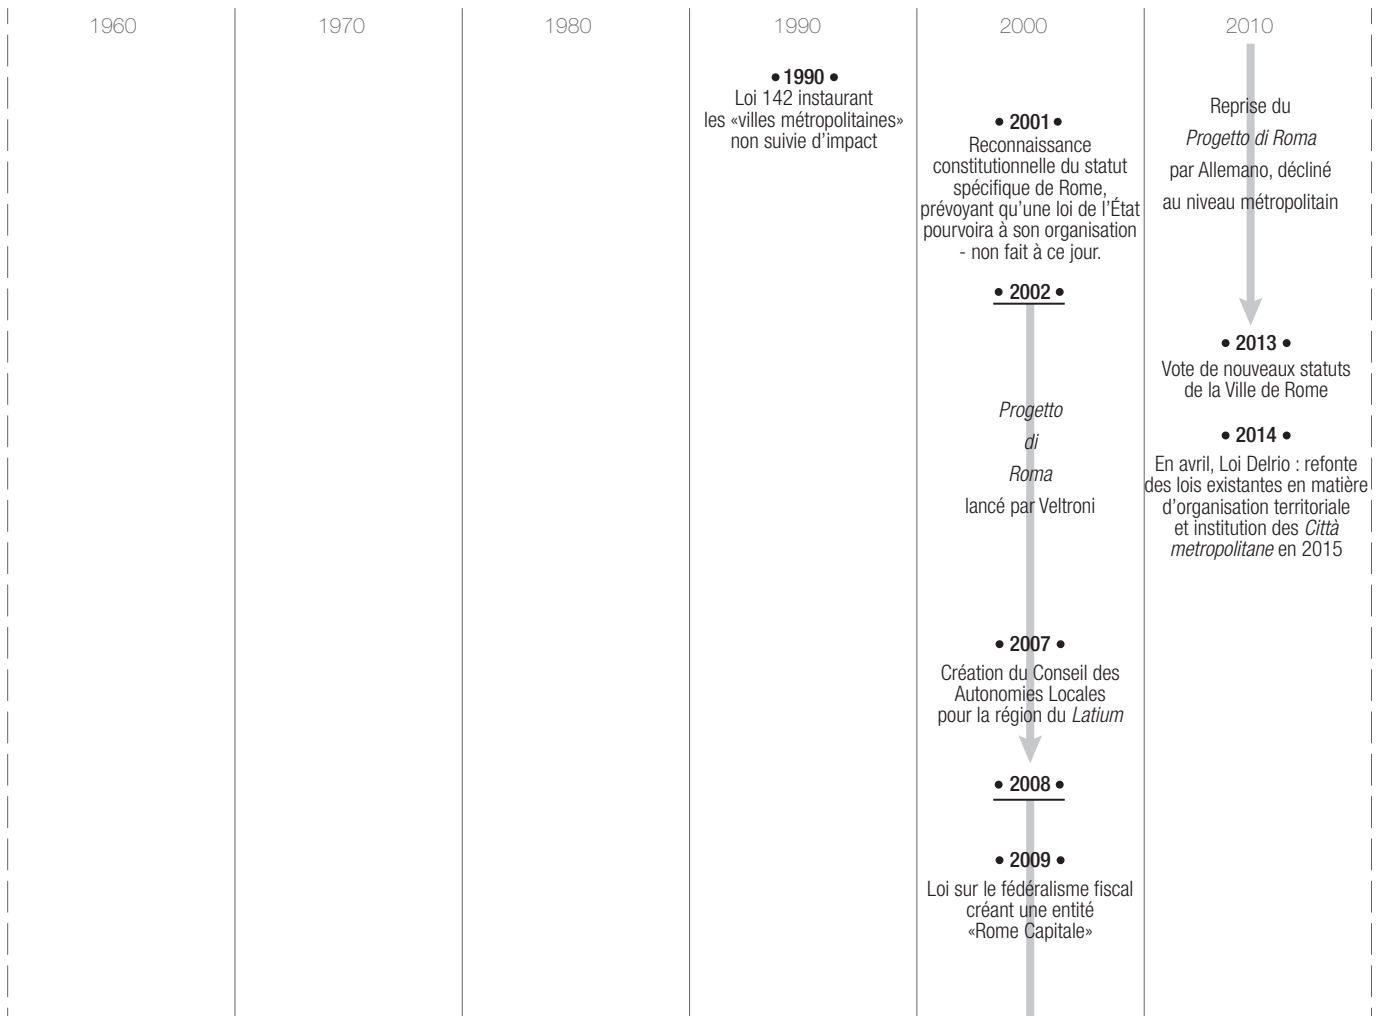 1960
1970
1980
1990
2000
2010
• 1990 •
Loi 142 instaurant
les «villes métropolitaines»
non suivie d’impact
• 2001 •
Reconnaissance
constitutionnelle du statut
spécifique de Rome,
prévoyant qu’une loi de l’État
pourvoira à son organisation
- non fait à ce jour.
• 2002 •
Progetto
di
Roma
lancé par Veltroni
• 2007 •
Création du Conseil des
Autonomies Locales
pour la région du Latium
• 2008 •
• 2009 •
Loi sur le fédéralisme fiscal
créant une entité
«Rome Capitale»
Reprise du
Progetto di Roma
par Allemano, décliné
au niveau métropolitain
• 2013 •
Vote de nouveaux statuts
de la Ville de Rome
• 2014 •
En avril, Loi Delrio : refonte
des lois existantes en matière
d’organisation territoriale
et institution des Città
metropolitane en 2015